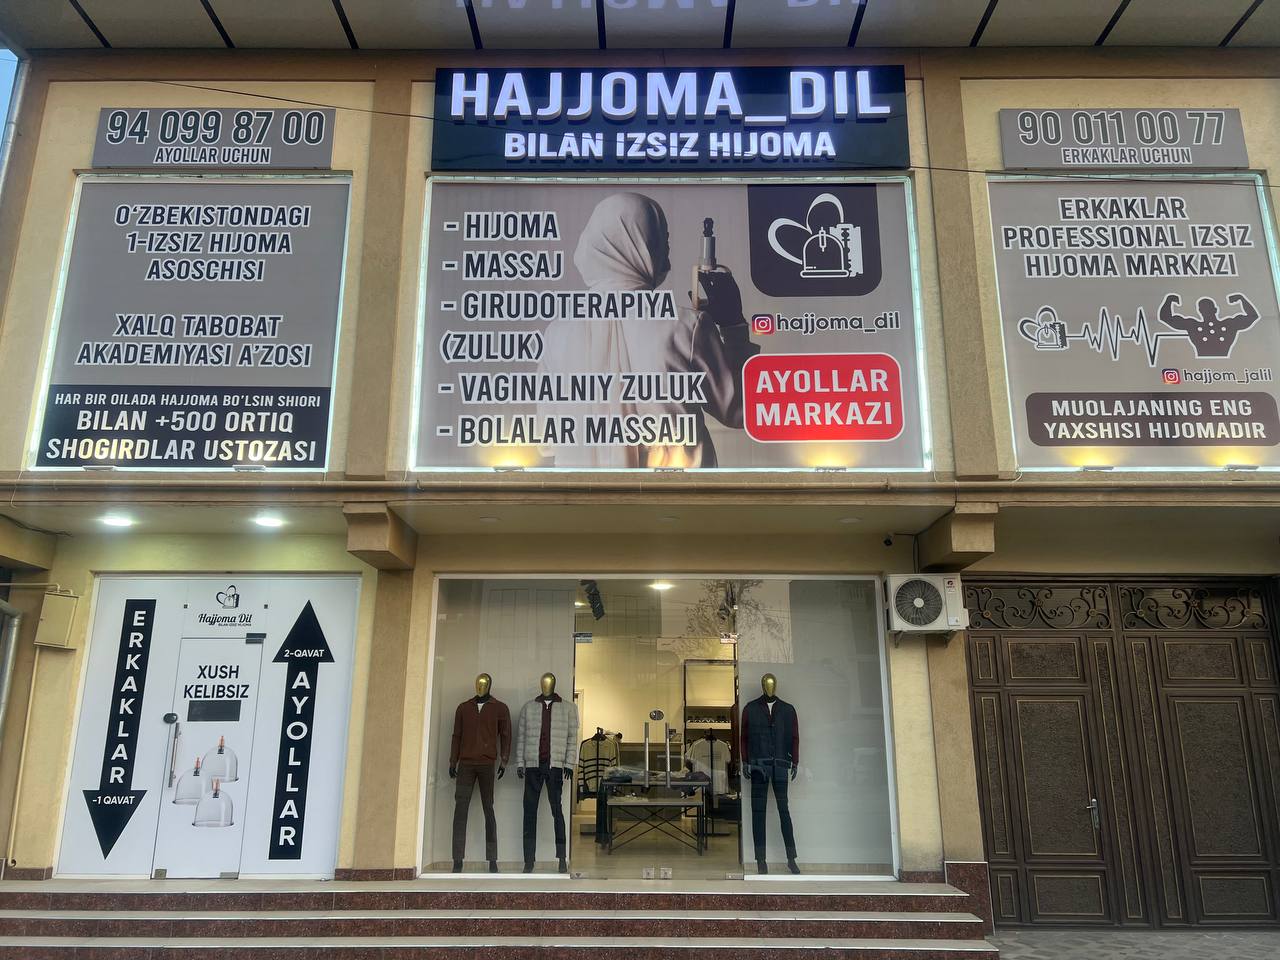 HAJJOMA_DIL
BILAN IZSIZ HIJOMA
94 099 87 00
AYOLLAR UCHUN
O'ZBEKISTONDAGI
1-IZSIZ HIJOMA
ASOSCHISI
XALQ TABOBAT
AKADEMIYASI A'ZOSI
HAR BIR OILADA HAJJOMA BO'LSIN SHIORI
BILAN +500 ORTIQ
SHOGIRDLAR USTOZASI
- HIJOMA
- MASSAJ
- GIRUDOTERAPIYA
(ZULUK)
- VAGINALNIY ZULUK
- BOLALAR MASSAJI
hajjoma_dil
AYOLLAR
MARKAZI
90 011 00 77
ERKAKLAR UCHUN
ERKAKLAR
PROFESSIONAL IZSIZ
HIJOMA MARKAZI
hajjom_jalil
MUOLAJANING ENG
YAXSHISI HIJOMADIR
ERKAKLAR
-1 QAVAT
Hajjoma Dil
BILAN IZSIZ HIJOMA
XUSH
KELIBSIZ
2-QAVAT
AYOLLAR